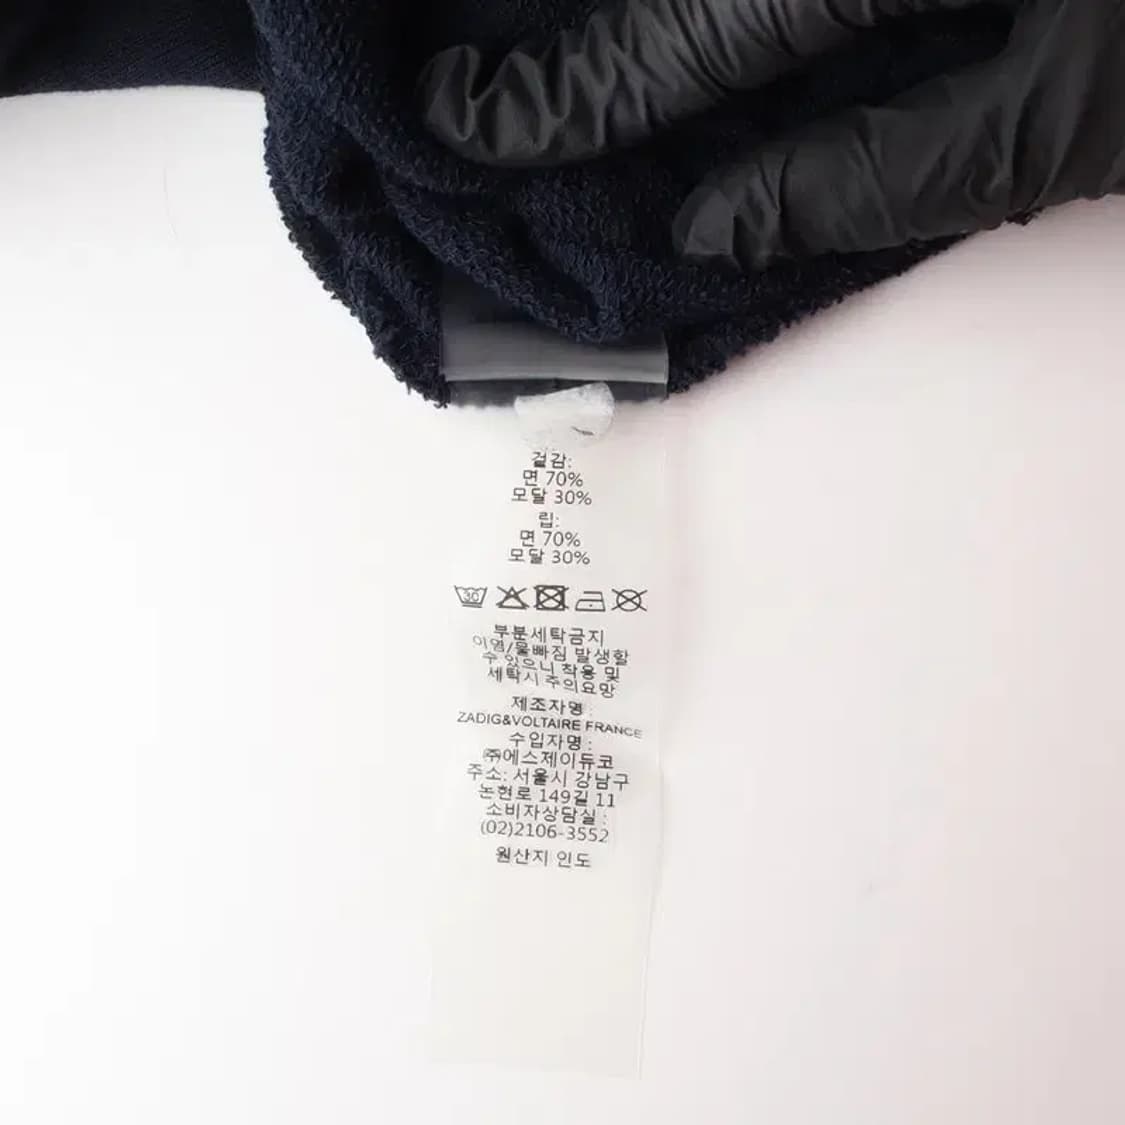 겉감:
면 70%
모달 30%
립:
면 70%
모달 30%
30
부분세탁금지
이염/물빠짐 발생할
수 있으니 착용 및
세탁시 주의요망
제조자명 :
ZADIG&VOLTAIRE FRANCE
수입자명 :
㈜에스제이듀코
주소: 서울시 강남구
논현로 149길 11
소비자상담실 :
(02)2106-3552
원산지 인도